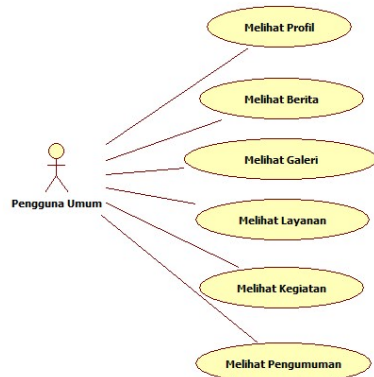 Melihat Profil
Melihat Berita
Melihat Galeri
Pengguna Umum
Melihat Layanan
Melihat Kegiatan
Melihat Pengumuman